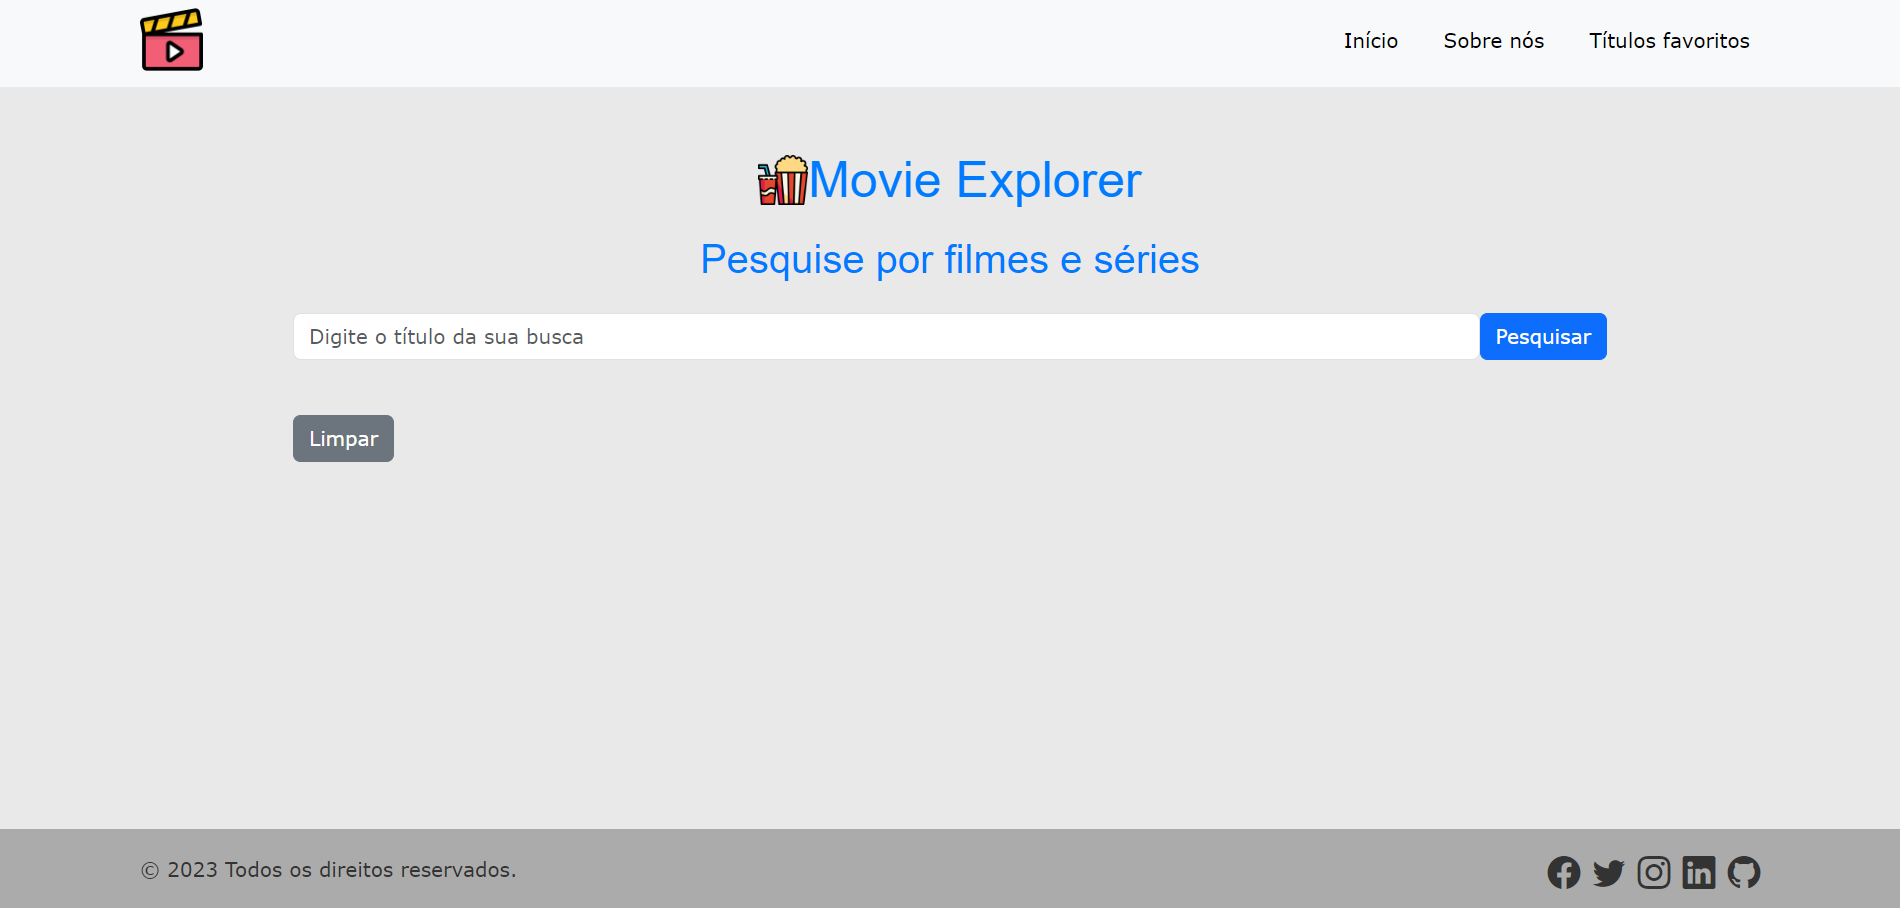 Início
Sobre nós
Títulos favoritos
Movie Explorer
Pesquise por filmes e séries
Digite o título da sua busca
Pesquisar
Limpar
© 2023 Todos os direitos reservados.